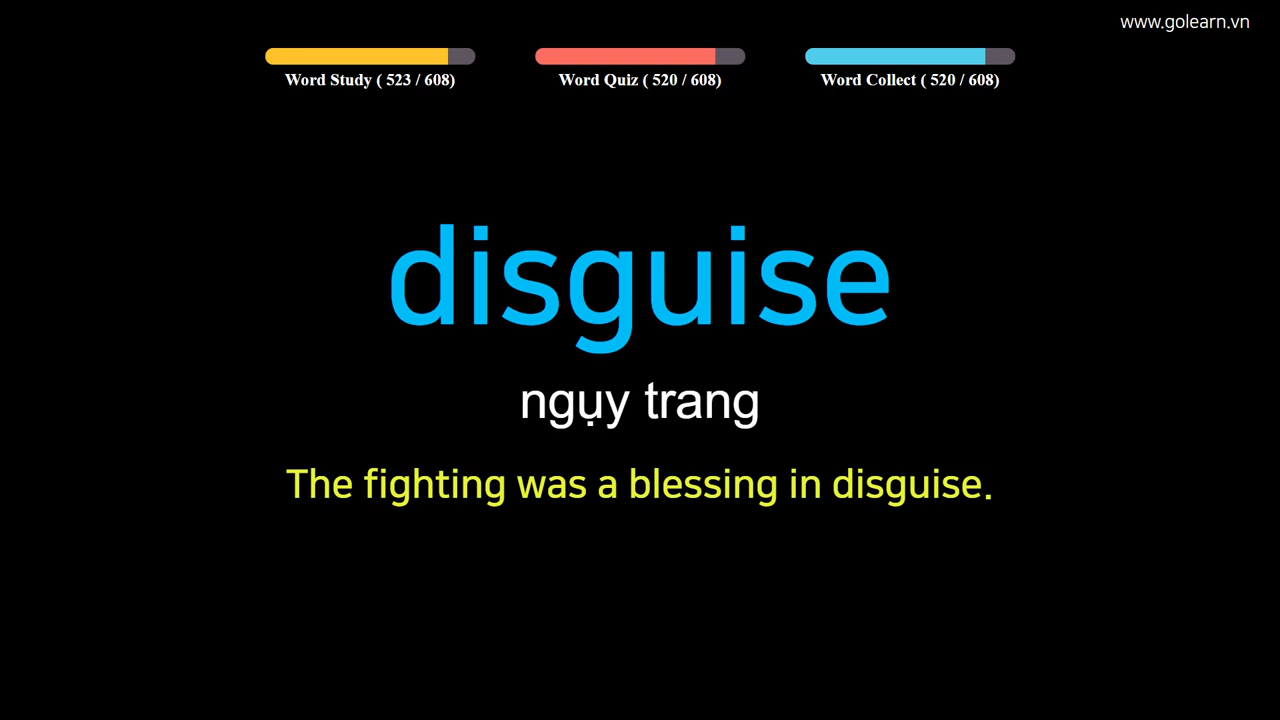 www.golearn.vn
Word Study ( 523 / 608) Word Quiz ( 520 / 608) Word Collect ( 520 / 608)
disguise
ngụy trang
The fighting was a blessing in disguise.